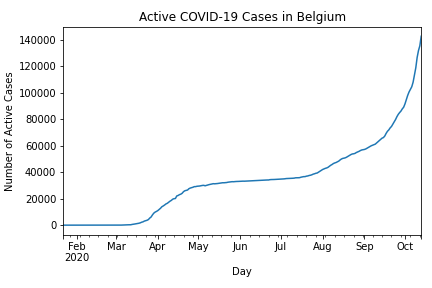 Active COVID-19 Cases in Belgium
Number of Active Cases
140000
120000
100000
80000
60000
40000
20000
0
Feb Mar Apr May Jun Jul Aug Sep Oct
2020
Day